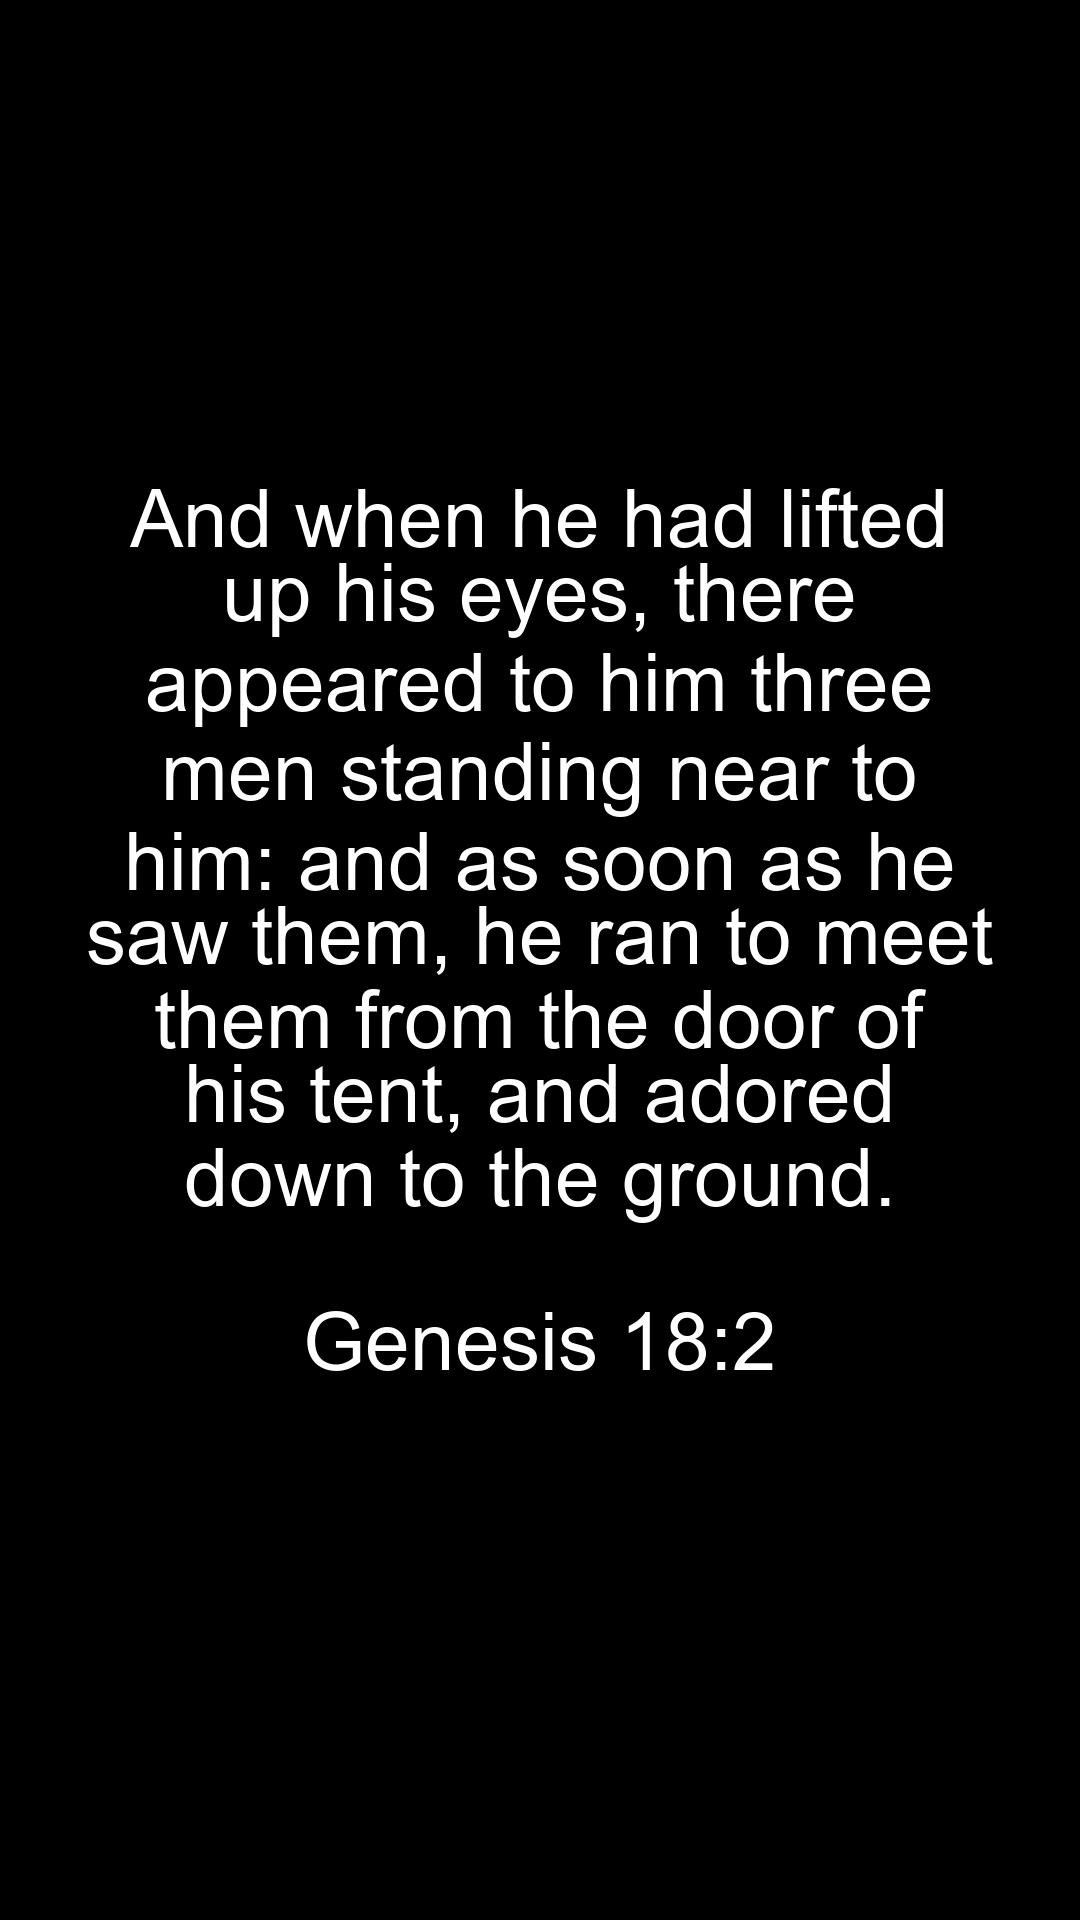 And when he had lifted
up his eyes, there
appeared to him three
men standing near to
him: and as soon as he
saw them, he ran to meet
them from the door of
his tent, and adored
down to the ground.
Genesis 18:2